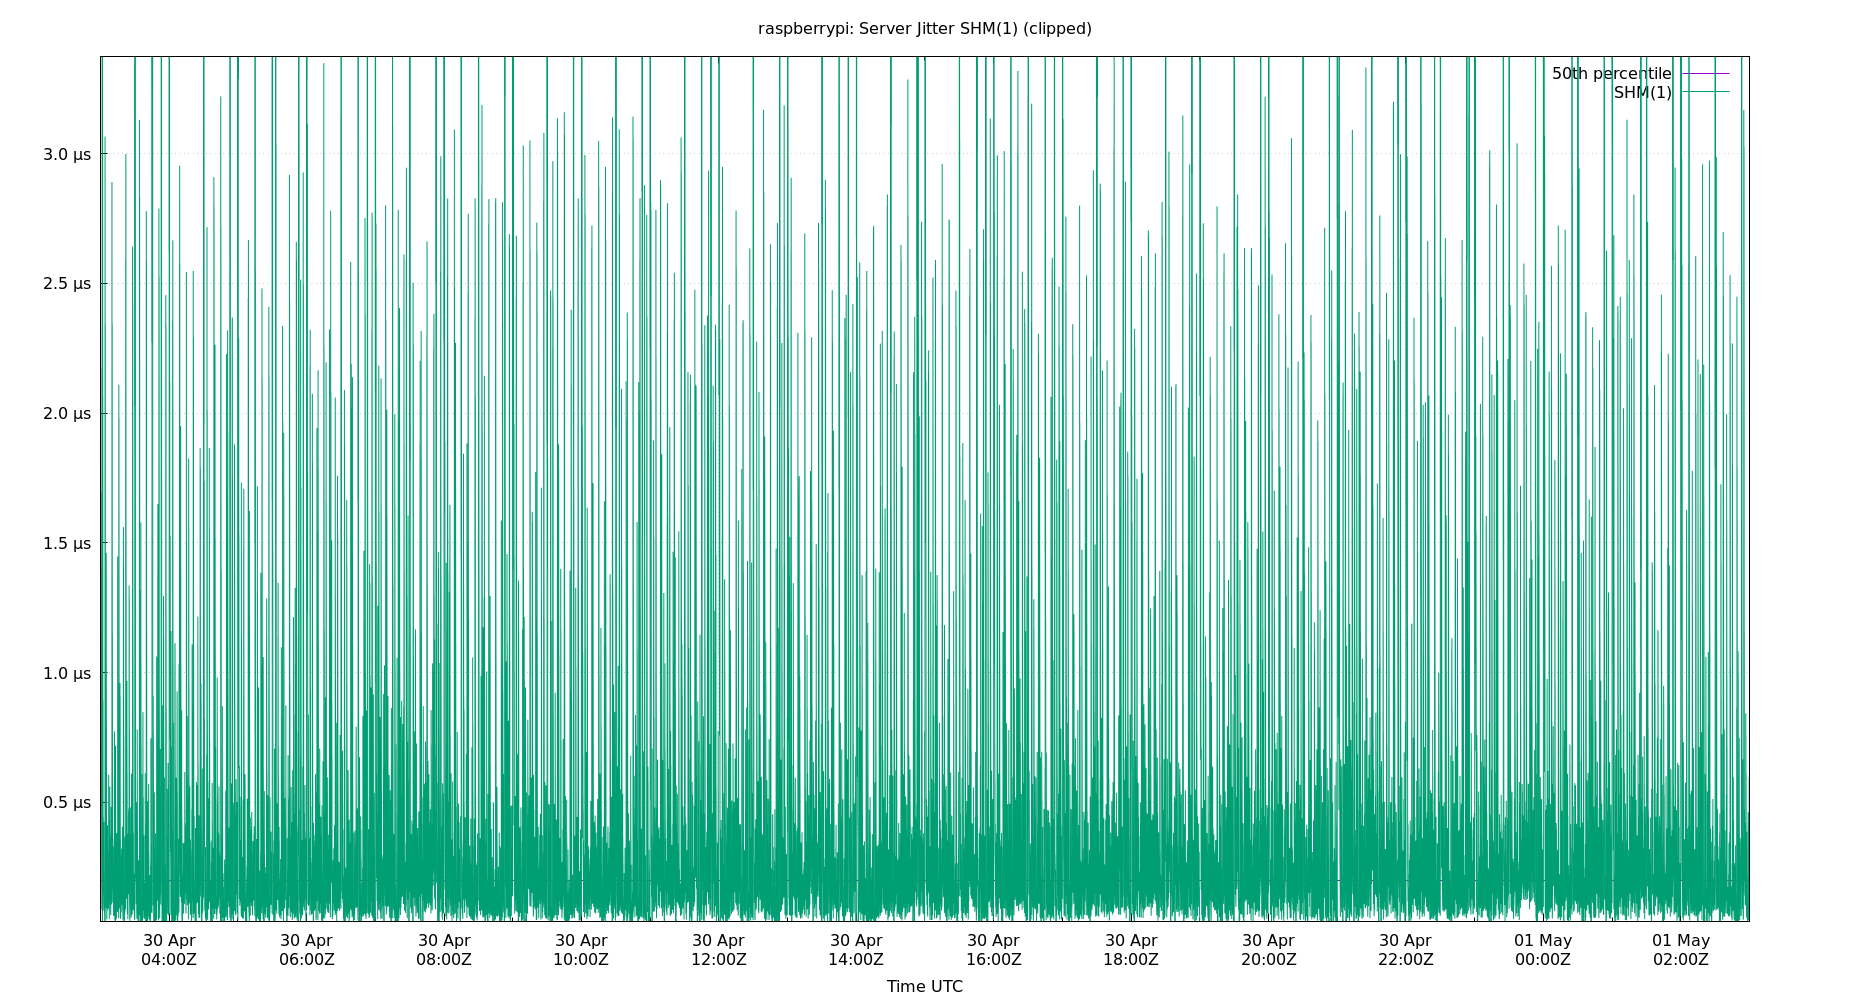 raspberrypi: Server Jitter SHM(1) (clipped)
50th percentile
SHM(1)
3.0 µs
2.5 µs
2.0 µs
1.5 µs
1.0 µs
0.5 µs
30 Apr 30 Apr 30 Apr 30 Apr 30 Apr 30 Apr 30 Apr 30 Apr 30 Apr 30 Apr 01 May 01 May
04:00Z 06:00Z 08:00Z 10:00Z 12:00Z 14:00Z 16:00Z 18:00Z 20:00Z 22:00Z 00:00Z 02:00Z
Time UTC